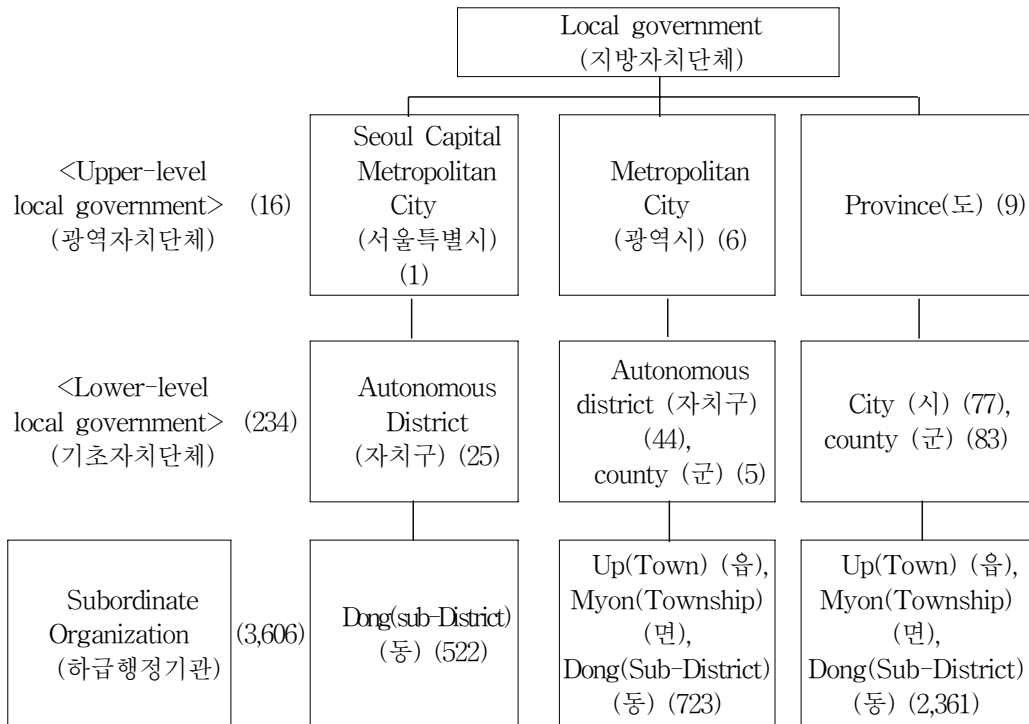 Local government
(지방자치단체)
<Upper-level
local government> (16)
(광역자치단체)
Seoul Capital
Metropolitan
City
(서울특별시)
(1)
Metropolitan
City
(광역시) (6)
Province(도) (9)
<Lower-level
local government> (234)
(기초자치단체)
Autonomous
District
(자치구) (25)
Autonomous
district (자치구)
(44),
county (군) (5)
City (시) (77),
county (군) (83)
Subordinate
Organization (3,606)
(하급행정기관)
Dong(sub-District)
(동) (522)
Up(Town) (읍),
Myon(Township)
(면),
Dong(Sub-District)
(동) (723)
Up(Town) (읍),
Myon(Township)
(면),
Dong(Sub-District)
(동) (2,361)